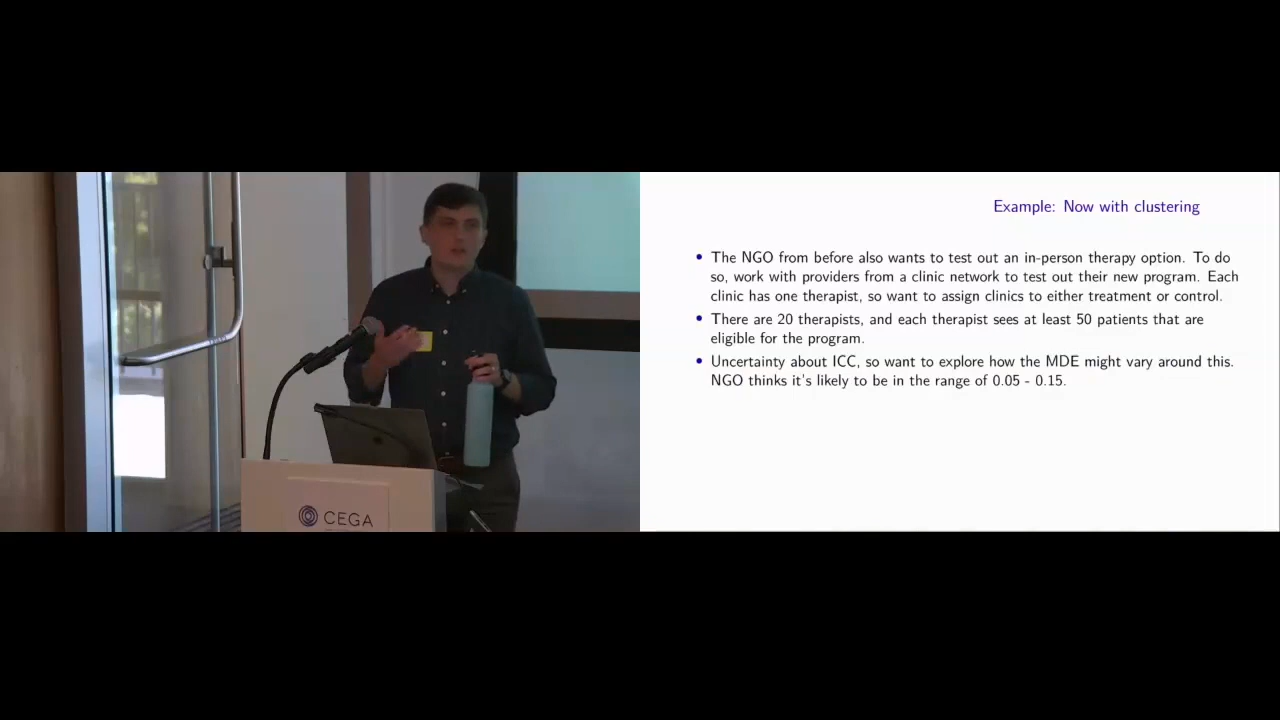 CEGA
Example: Now with clustering
• The NGO from before also wants to test out an in-person therapy option. To do
so, work with providers from a clinic network to test out their new program. Each
clinic has one therapist, so want to assign clinics to either treatment or control.
• There are 20 therapists, and each therapist sees at least 50 patients that are
eligible for the program.
• Uncertainty about ICC, so want to explore how the MDE might vary around this.
NGO thinks it's likely to be in the range of 0.05 - 0.15.